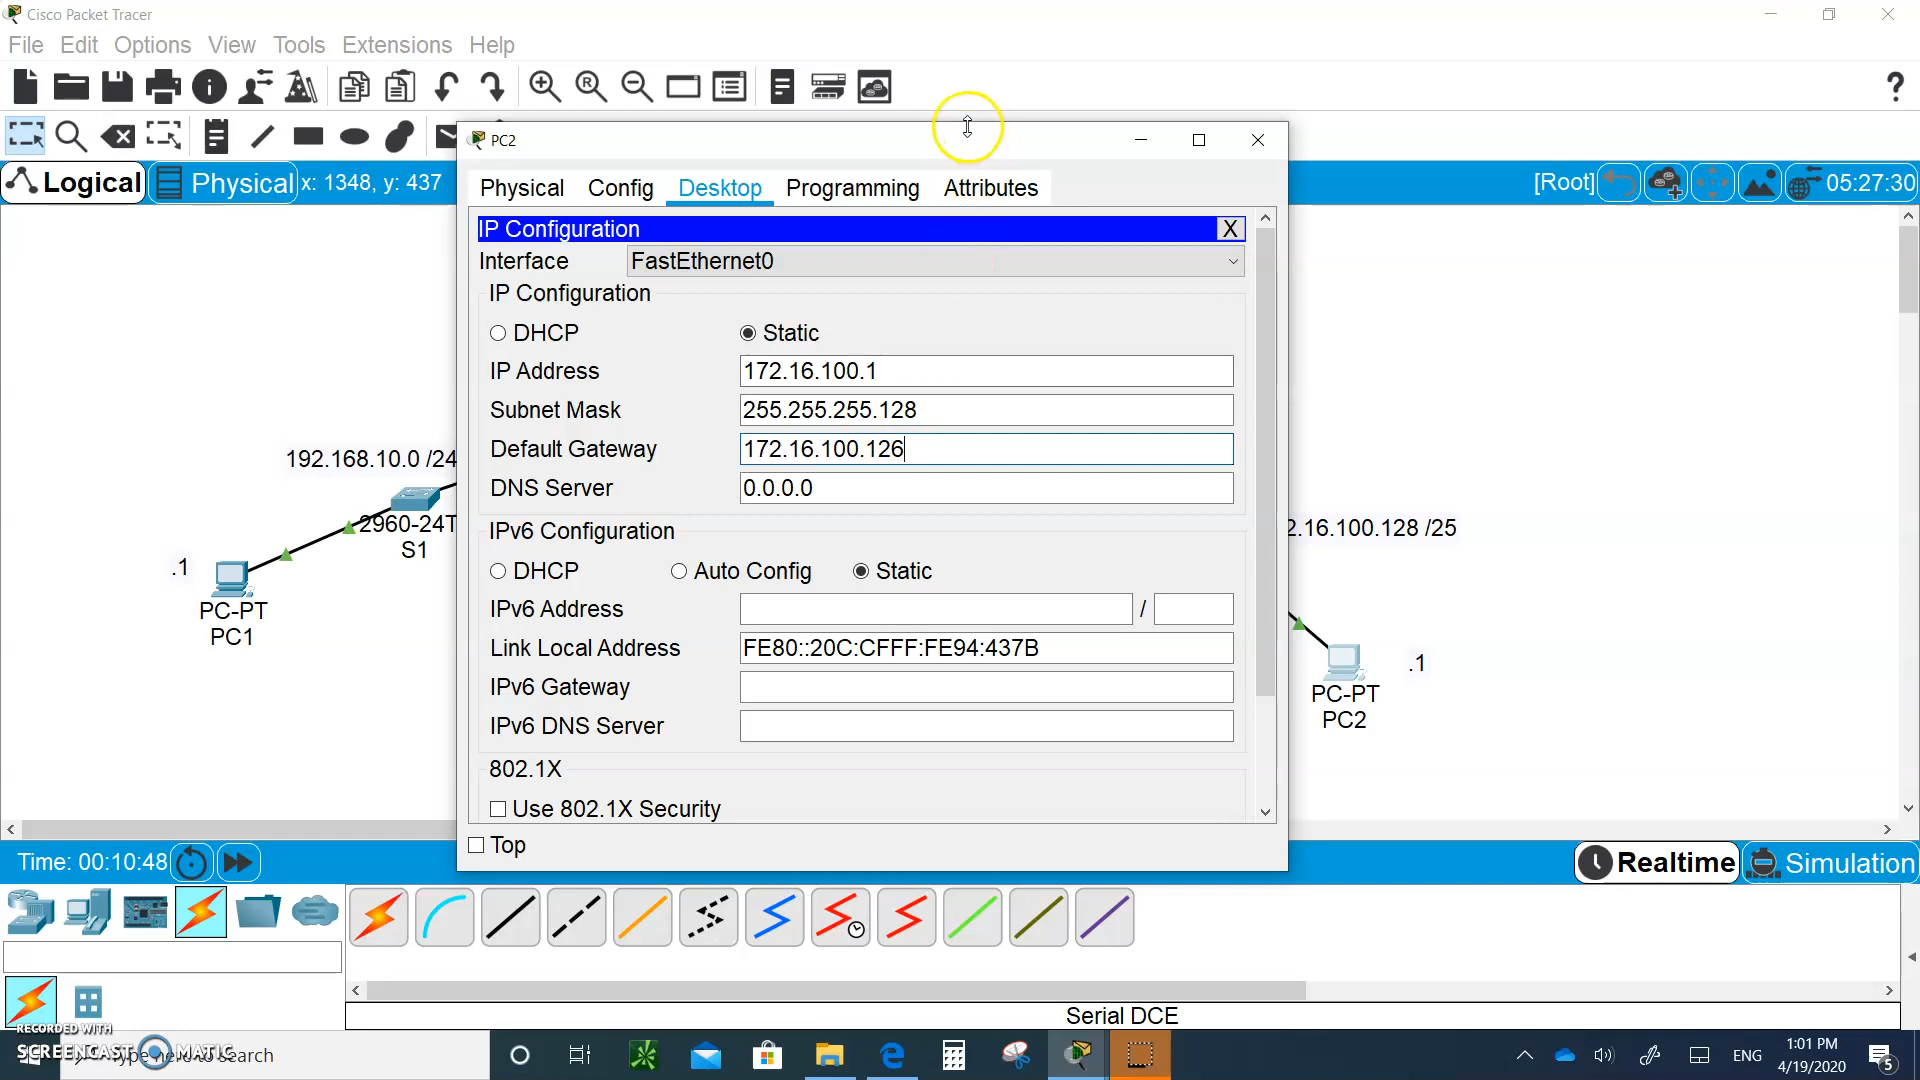 Cisco Packet Tracer
File Edit Options View Tools Extensions Help
PC2
Logical Physical x: 1348, y: 437 [Root] 05:27:30
Physical Config Desktop Programming Attributes
IP Configuration X
Interface FastEthernet0
IP Configuration
DHCP Static
IP Address 172.16.100.1
Subnet Mask 255.255.255.128
Default Gateway 172.16.100.126
DNS Server 0.0.0.0
IPv6 Configuration
DHCP Auto Config Static
IPv6 Address /
Link Local Address FE80::20C:CFFF:FE94:437B
IPv6 Gateway
IPv6 DNS Server
802.1X
Use 802.1X Security
Top
192.168.10.0 /24
2960-24T
S1
.1
PC-PT
PC1
2.16.100.128 /25
.1
PC-PT
PC2
Time: 00:10:48 Realtime Simulation
Serial DCE
RECORDED WITH
SCREENCAST MATIC
Type here to search
ENG
1:01 PM
4/19/2020
5